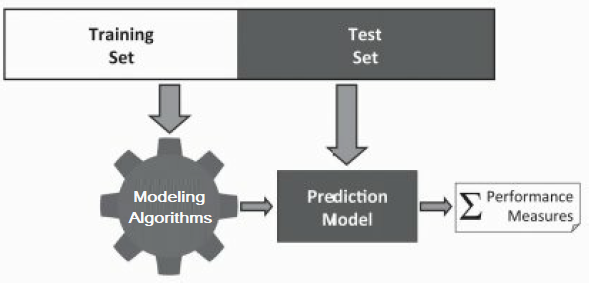 Training
Set
Test
Set
Modeling
Algorithms
Prediction
Model
∑ Performance
Measures